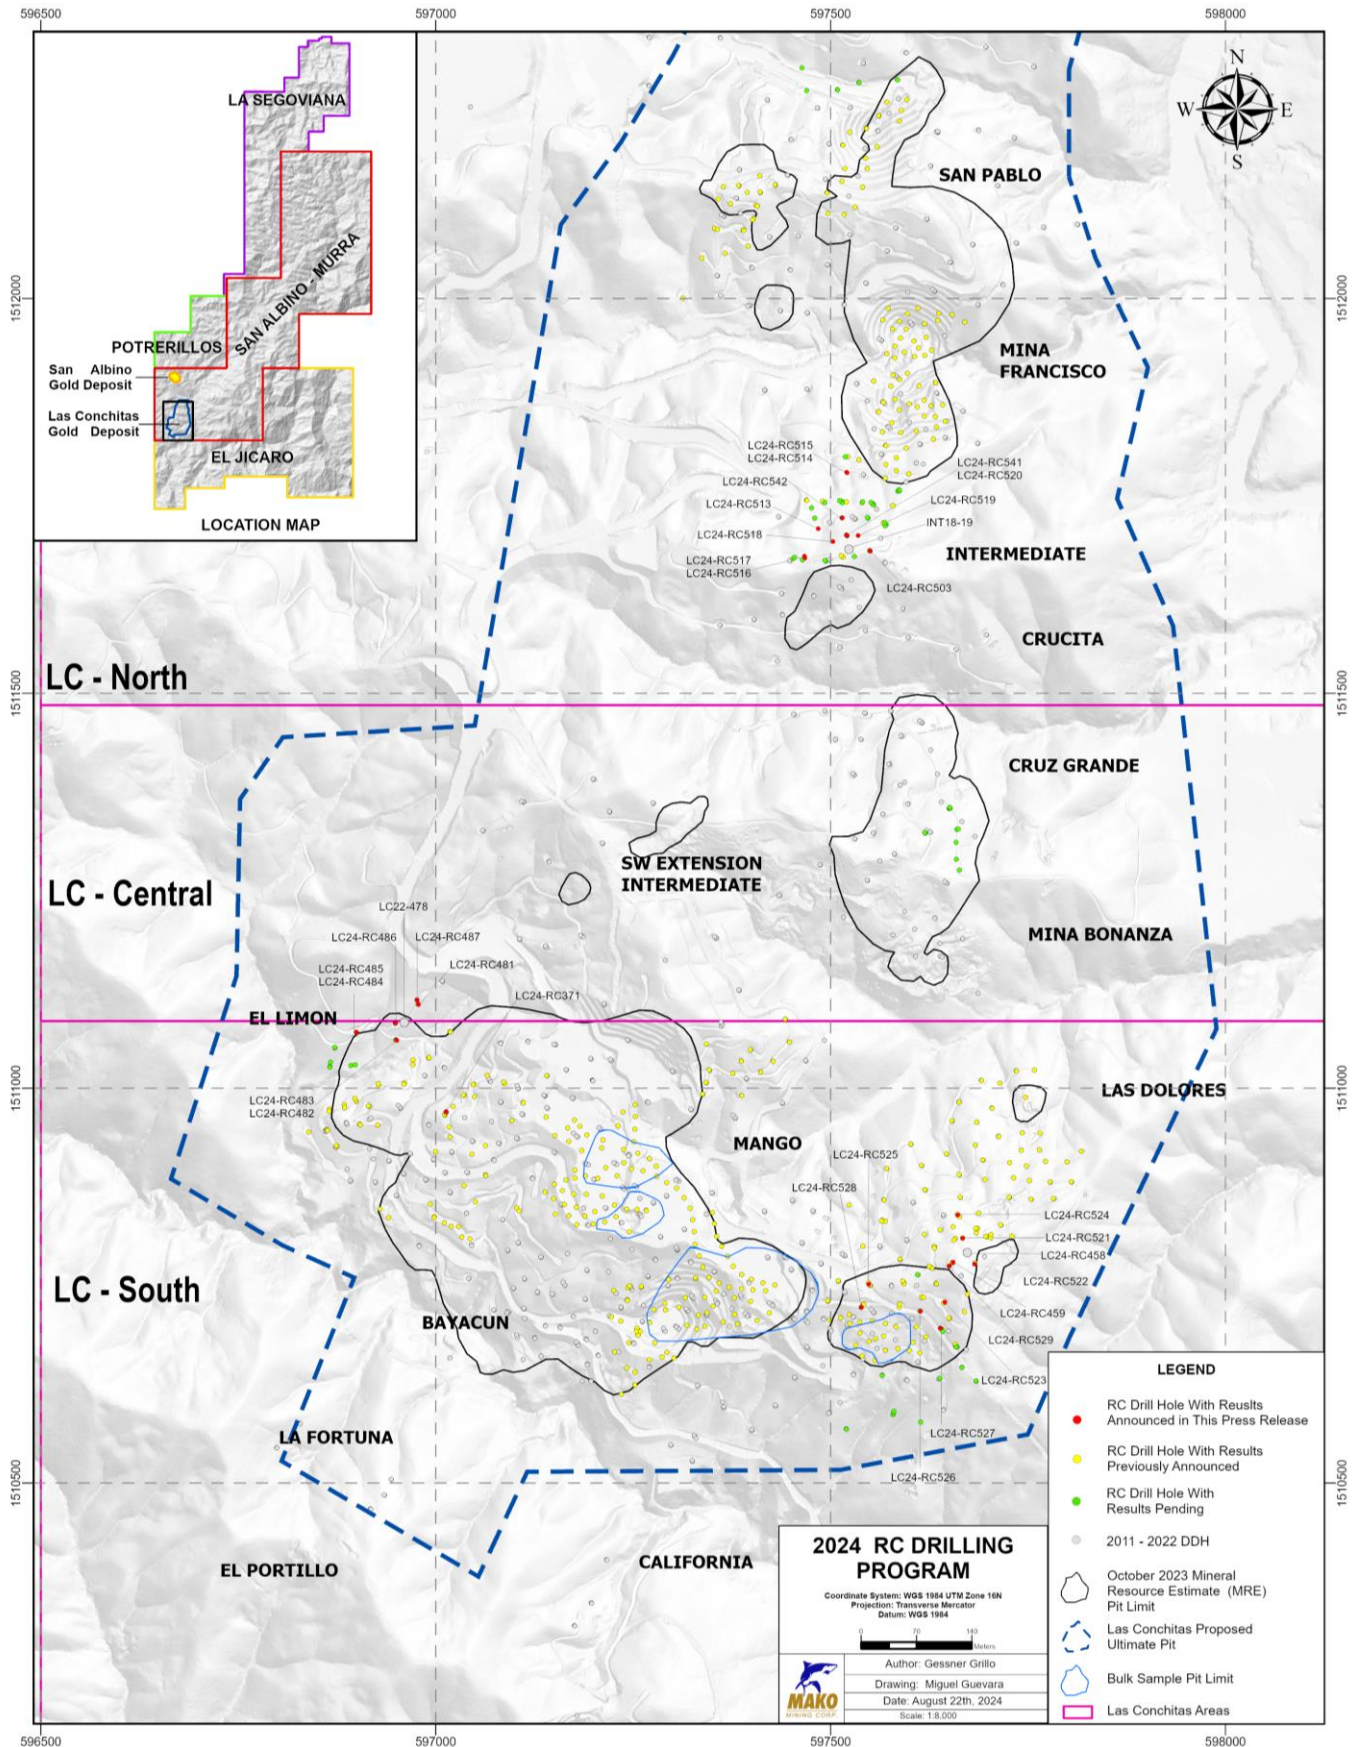 596500
597000
597500
598000
N
W
E
S
LA SEGOVIANA
SAN ALBINO - MURRA
POTRERILLOS
San Albino
Gold Deposit
Las Conchitas
Gold Deposit
EL JICARO
LOCATION MAP
1512000
1512000
SAN PABLO
MINA
FRANCISCO
LC24-RC515
LC24-RC514
LC24-RC542
LC24-RC513
LC24-RC518
LC24-RC517
LC24-RC516
LC24-RC541
LC24-RC520
LC24-RC519
INT18-19
INTERMEDIATE
LC24-RC503
CRUCITA
LC - North
1511500
1511500
CRUZ GRANDE
SW EXTENSION
INTERMEDIATE
LC - Central
LC22-478
LC24-RC486
LC24-RC487
MINA BONANZA
LC24-RC485
LC24-RC484
LC24-RC481
LC24-RC371
EL LIMON
1511000
1511000
LAS DOLORES
LC24-RC483
LC24-RC482
MANGO
LC24-RC525
LC24-RC528
LC24-RC524
LC24-RC521
LC24-RC458
LC24-RC522
LC - South
LC24-RC459
BAYACUN
LC24-RC529
LC24-RC523
LC24-RC527
LA FORTUNA
LC24-RC526
1510500
1510500
EL PORTILLO
CALIFORNIA
LEGEND
RC Drill Hole With Reuslts
Announced in This Press Release
RC Drill Hole With Results
Previously Announced
RC Drill Hole With
Results Pending
2011 - 2022 DDH
October 2023 Mineral
Resource Estimate (MRE)
Pit Limit
Las Conchitas Proposed
Ultimate Pit
Bulk Sample Pit Limit
Las Conchitas Areas
2024 RC DRILLING
PROGRAM
Coordinate System: WGS 1984 UTM Zone 16N
Projection: Transverse Mercator
Datum: WGS 1984
0 70 140
Meters
MAKO
MINING CORP.
Author: Gessner Grillo
Drawing: Miguel Guevara
Date: August 22th, 2024
Scale: 1:8,000
596500
597000
597500
598000